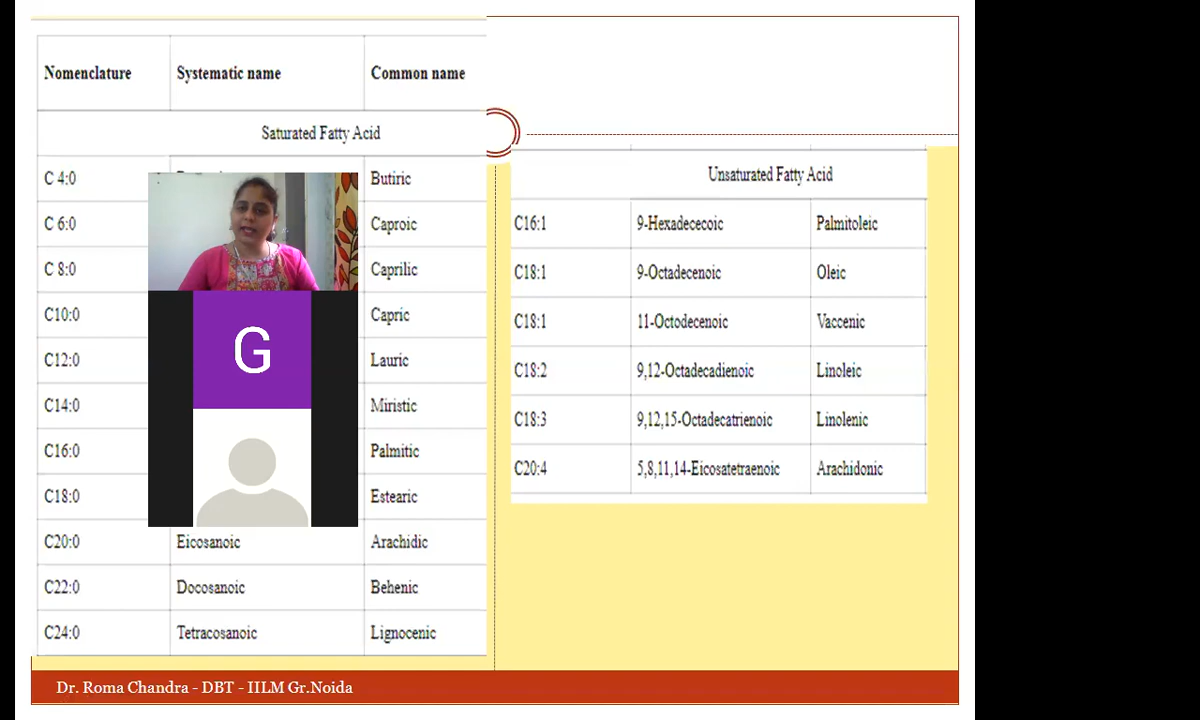 Nomenclature Systematic name Common name
Saturated Fatty Acid
C 4:0 Butiric
C 6:0 Caproic
C 8:0 Caprilic
C10:0 Capric
C12:0 Lauric
C14:0 Miristic
C16:0 Palmitic
C18:0 Estearic
C20:0 Eicosanoic Arachidic
C22:0 Docosanoic Behenic
C24:0 Tetracosanoic Lignocenic
G
Unsaturated Fatty Acid
C16:1 9-Hexadececoic Palmitoleic
C18:1 9-Octadecenoic Oleic
C18:1 11-Octodecenoic Vaccenic
C18:2 9,12-Octadecadienoic Linoleic
C18:3 9,12,15-Octadecatrienoic Linolenic
C20:4 5,8,11,14-Eicosatetraenoic Arachidonic
Dr. Roma Chandra - DBT - IILM Gr.Noida